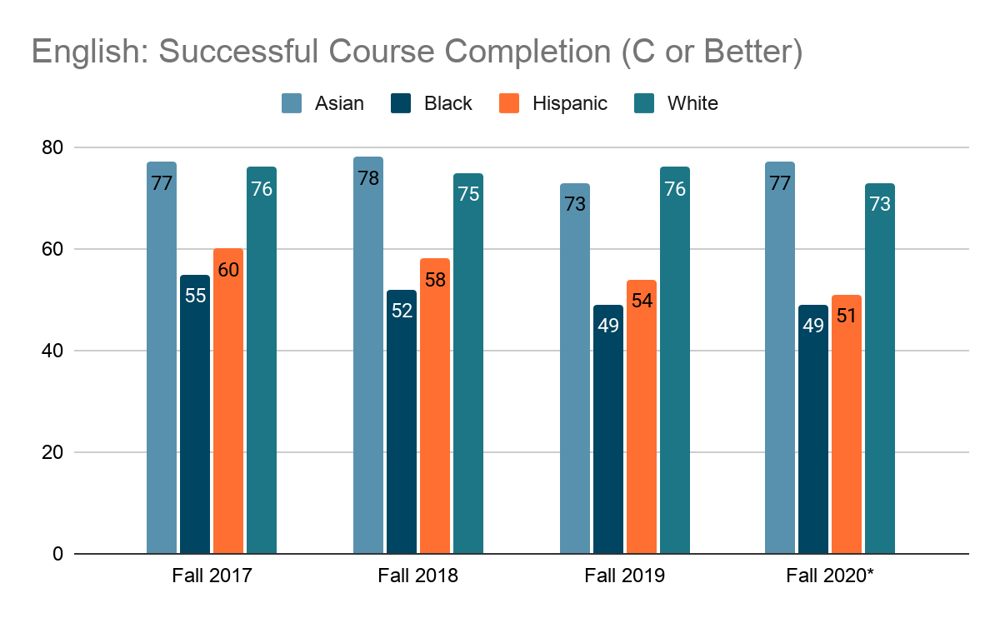 English: Successful Course Completion (C or Better)
Asian Black Hispanic White
80
60
40
20
0
77 55 60 76
78 52 58 75
73 49 54 76
77 49 51 73
Fall 2017 Fall 2018 Fall 2019 Fall 2020*